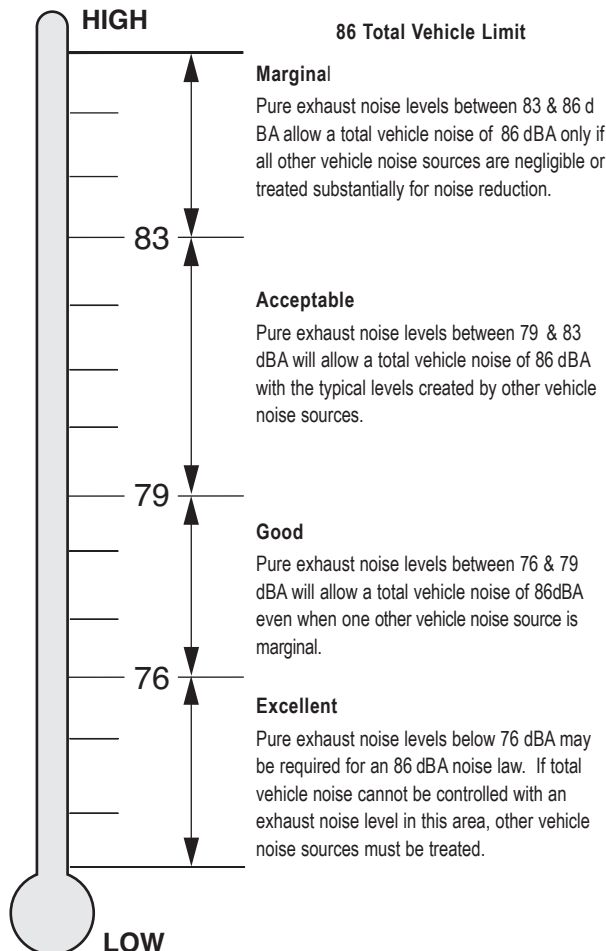 HIGH
86 Total Vehicle Limit
Marginal
Pure exhaust noise levels between 83 & 86 d
BA allow a total vehicle noise of 86 dBA only if
all other vehicle noise sources are negligible or
treated substantially for noise reduction.
83
Acceptable
Pure exhaust noise levels between 79 & 83
dBA will allow a total vehicle noise of 86 dBA
with the typical levels created by other vehicle
noise sources.
79
Good
Pure exhaust noise levels between 76 & 79
dBA will allow a total vehicle noise of 86dBA
even when one other vehicle noise source is
marginal.
76
Excellent
Pure exhaust noise levels below 76 dBA may
be required for an 86 dBA noise law. If total
vehicle noise cannot be controlled with an
exhaust noise level in this area, other vehicle
noise sources must be treated.
LOW